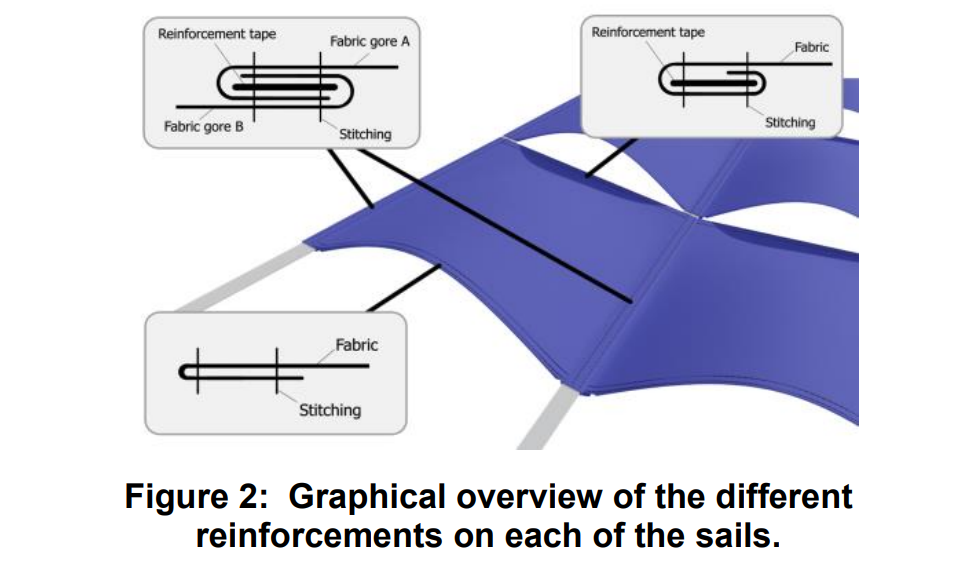 Reinforcement tape
Fabric gore A
Fabric gore B
Stitching
Reinforcement tape
Fabric
Stitching
Fabric
Stitching
Figure 2:  Graphical overview of the different
reinforcements on each of the sails.